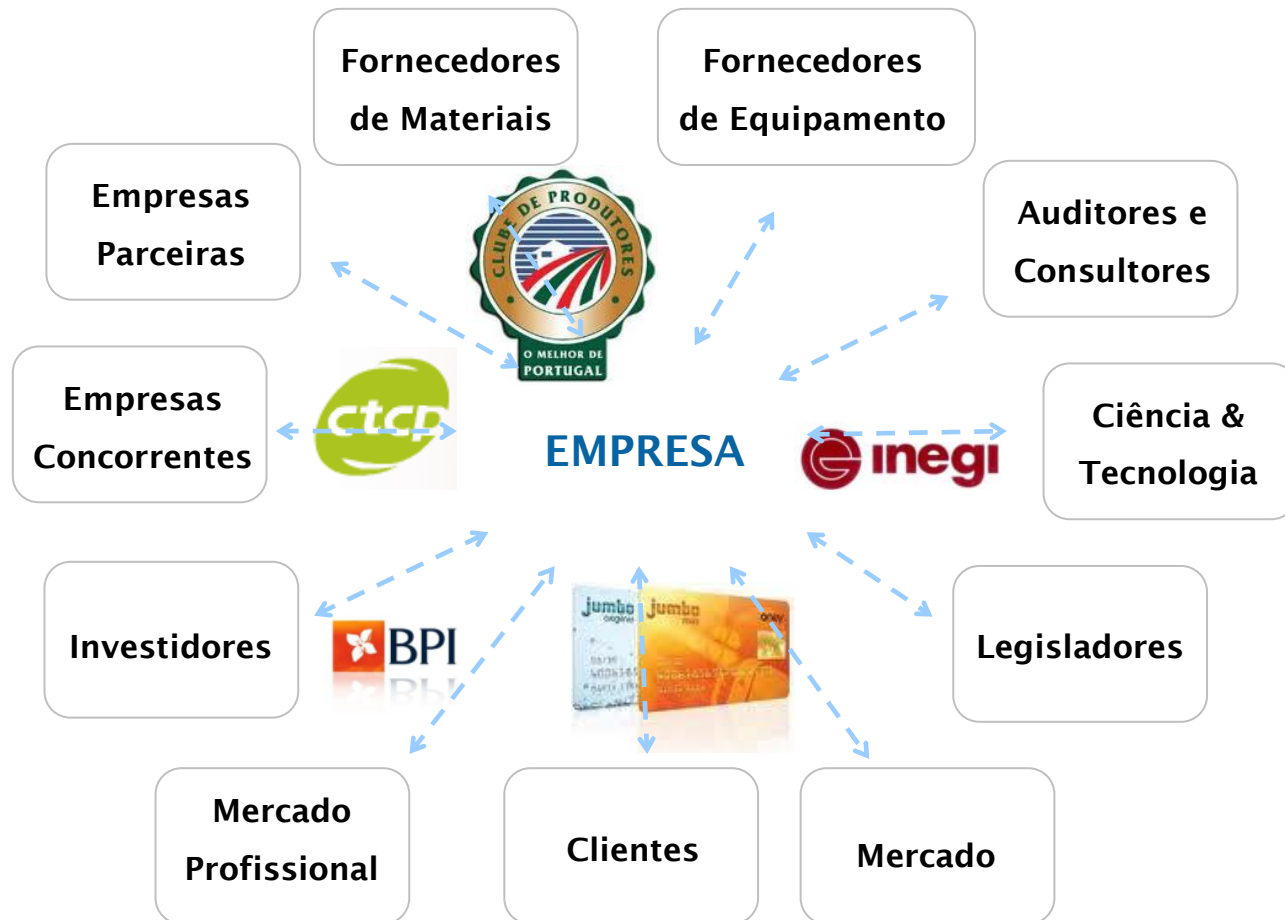 Fornecedores
de Materiais
Fornecedores
de Equipamento
Empresas
Parceiras
CLUBE DE PRODUTORES
O MELHOR DE
PORTUGAL
Auditores e
Consultores
Empresas
Concorrentes
ctcp
EMPRESA
inegi
Ciência &
Tecnologia
Investidores
BPI
jumbo
jumbo
oney
Legisladores
Mercado
Profissional
Clientes
Mercado